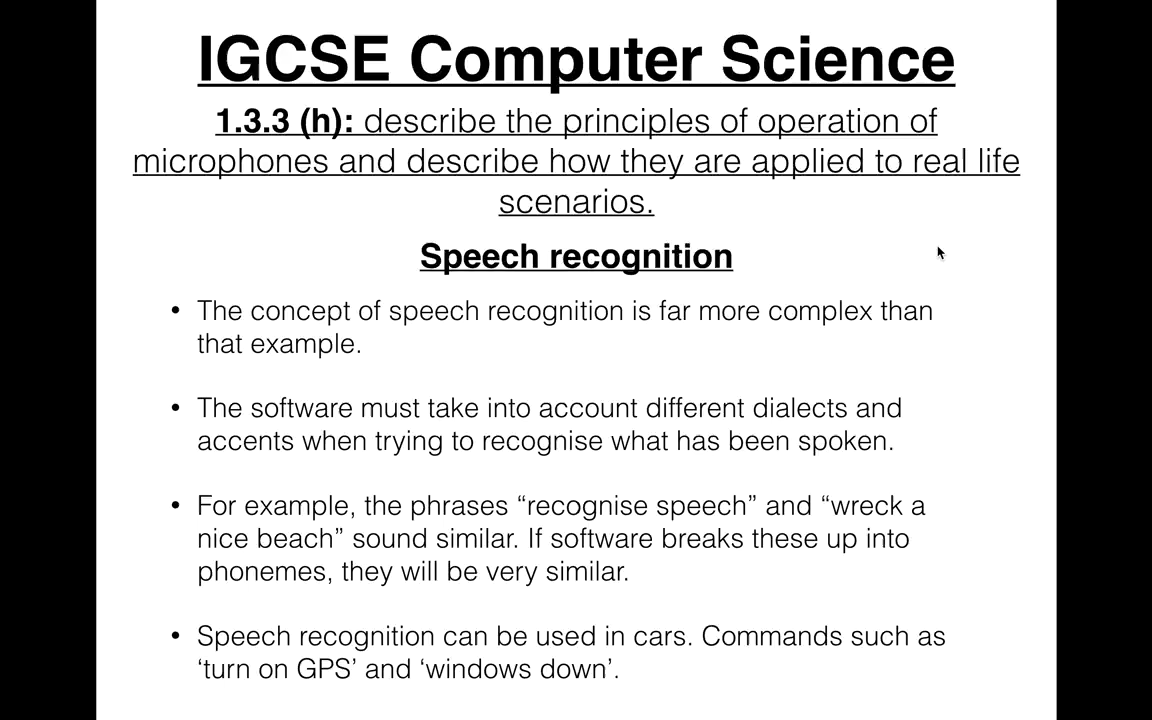 IGCSE Computer Science
1.3.3 (h): describe the principles of operation of
microphones and describe how they are applied to real life
scenarios.
Speech recognition
• The concept of speech recognition is far more complex than
that example.
• The software must take into account different dialects and
accents when trying to recognise what has been spoken.
• For example, the phrases “recognise speech” and “wreck a
nice beach” sound similar. If software breaks these up into
phonemes, they will be very similar.
• Speech recognition can be used in cars. Commands such as
‘turn on GPS’ and ‘windows down’.